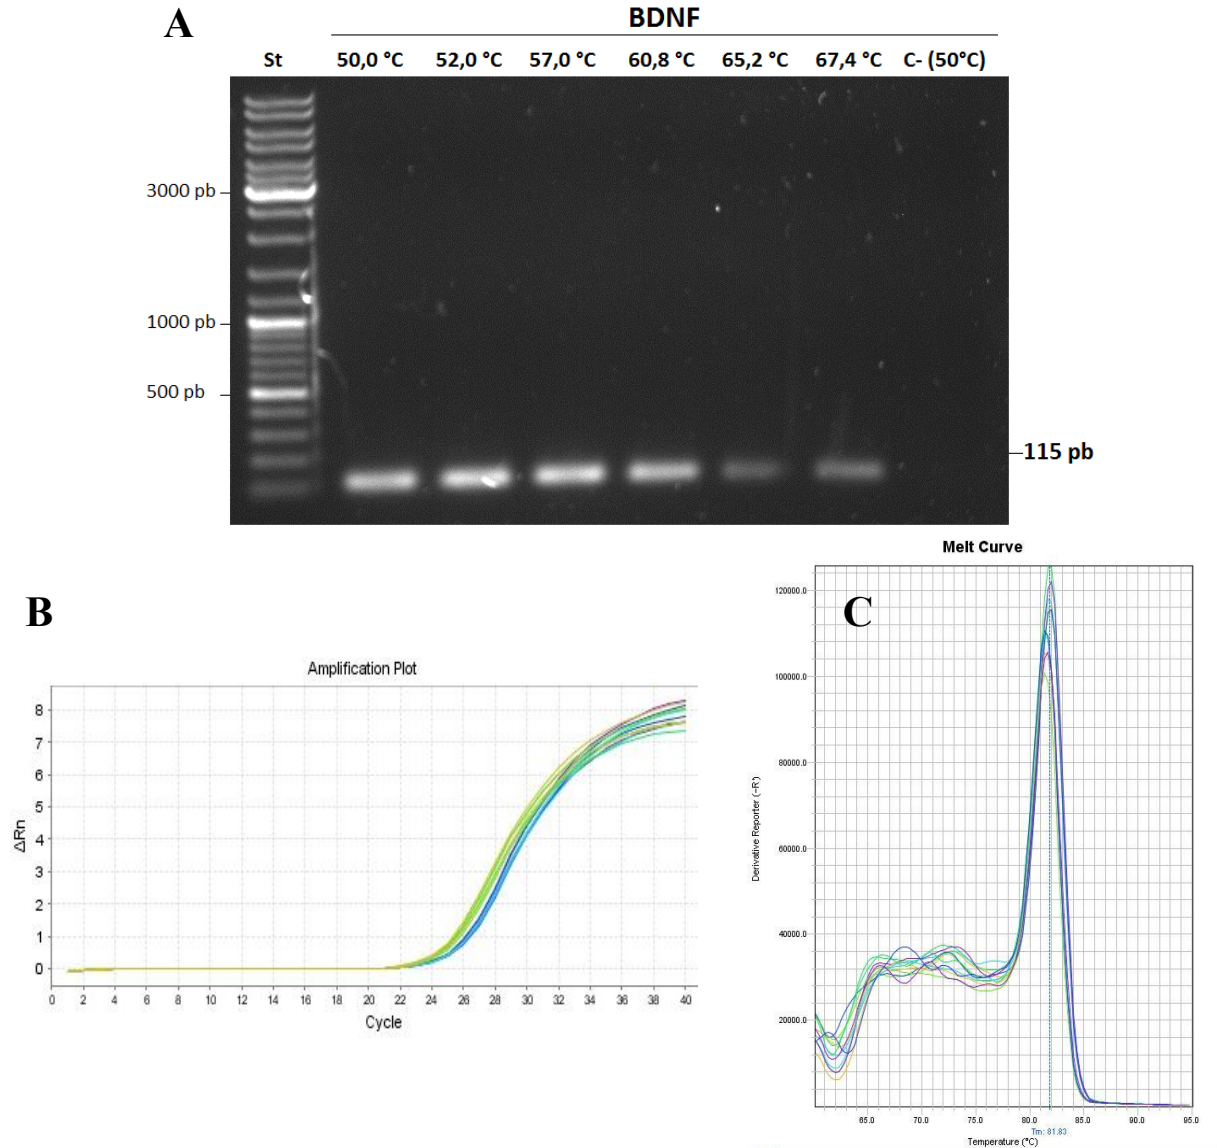 A
BDNF
St 50,0 °C 52,0 °C 57,0 °C 60,8 °C 65,2 °C 67,4 °C C- (50°C)
3000 pb
1000 pb
500 pb
115 pb
B
Amplification Plot
ΔRn
8
7
6
5
4
3
2
1
0
0 2 4 6 8 10 12 14 16 18 20 22 24 26 28 30 32 34 36 38 40
Cycle
Melt Curve
C
Derivative Reporter (-R')
120000.0
100000.0
80000.0
60000.0
40000.0
20000.0
65.0 70.0 75.0 80.0 85.0 90.0 95.0
Tm: 81.83
Temperature (°C)